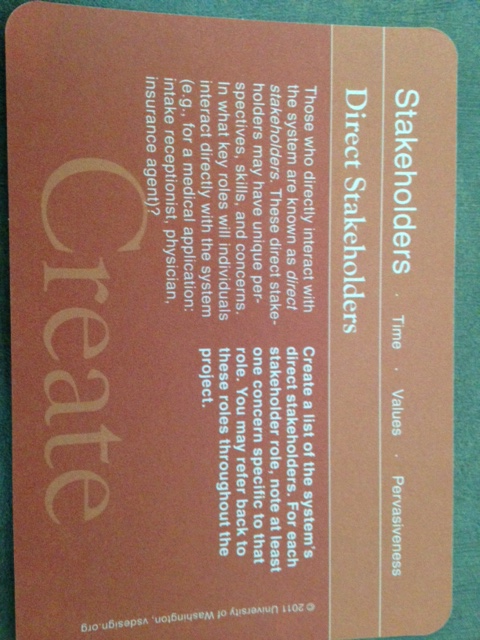 Stakeholders · Time · Values · Pervasiveness
Direct Stakeholders
Those who directly interact with
the system are known as direct
stakeholders. These direct stake-
holders may have unique per-
spectives, skills, and concerns.
In what key roles will individuals
interact directly with the system
(e.g., for a medical application:
intake receptionist, physician,
insurance agent)?
Create a list of the system's
direct stakeholders. For each
stakeholder role, note at least
one concern specific to that
role. You may refer back to
these roles throughout the
project.
Create
© 2011 University of Washington, vsdesign.org